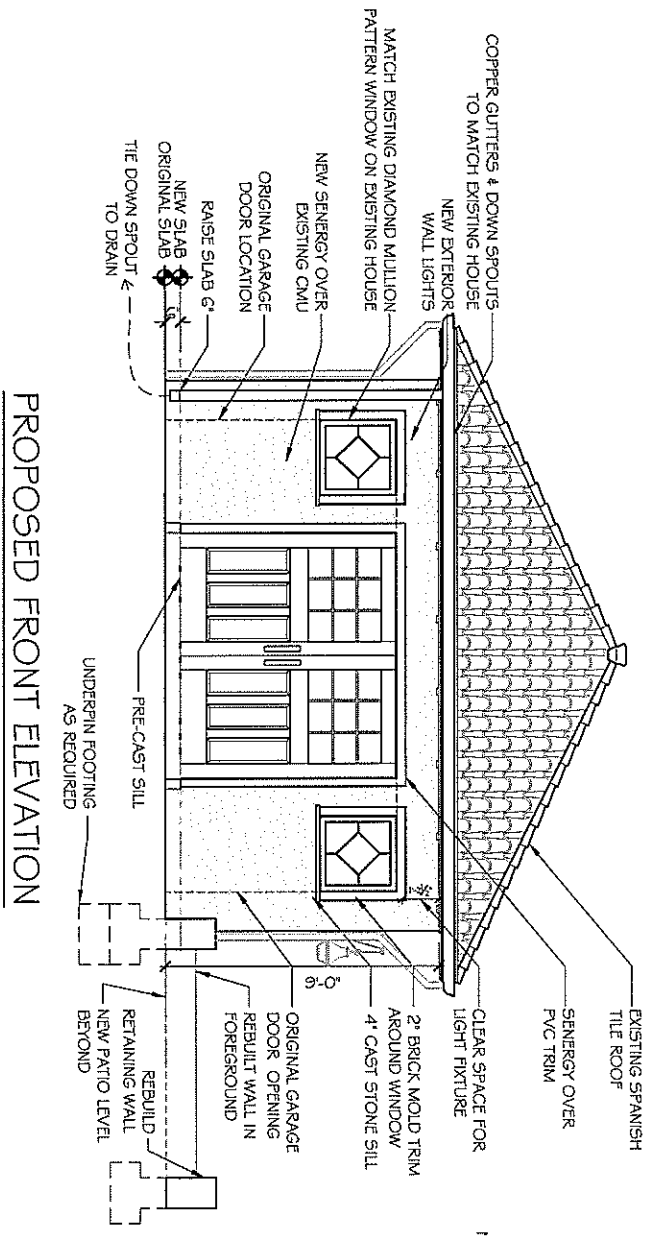 COPPER GUTTERS & DOWN SPOUTS
TO MATCH EXISTING HOUSE
NEW EXTERIOR
WALL LIGHTS
MATCH EXISTING DIAMOND MULLION
PATTERN WINDOW ON EXISTING HOUSE
NEW SENERGY OVER
EXISTING CMU
ORIGINAL GARAGE
DOOR LOCATION
RAISE SLAB 6"
NEW SLAB
ORIGINAL SLAB
TIE DOWN SPOUT
TO DRAIN
EXISTING SPANISH
TILE ROOF
SENERGY OVER
PVC TRIM
CLEAR SPACE FOR
LIGHT FIXTURE
2" BRICK MOLD TRIM
AROUND WINDOW
4" CAST STONE SILL
ORIGINAL GARAGE
DOOR OPENING
REBUILT WALL IN
FOREGROUND
REBUILD
RETAINING WALL
NEW PATIO LEVEL
BEYOND
9'-0"
PRE-CAST SILL
UNDERPIN FOOTING
AS REQUIRED
PROPOSED FRONT ELEVATION